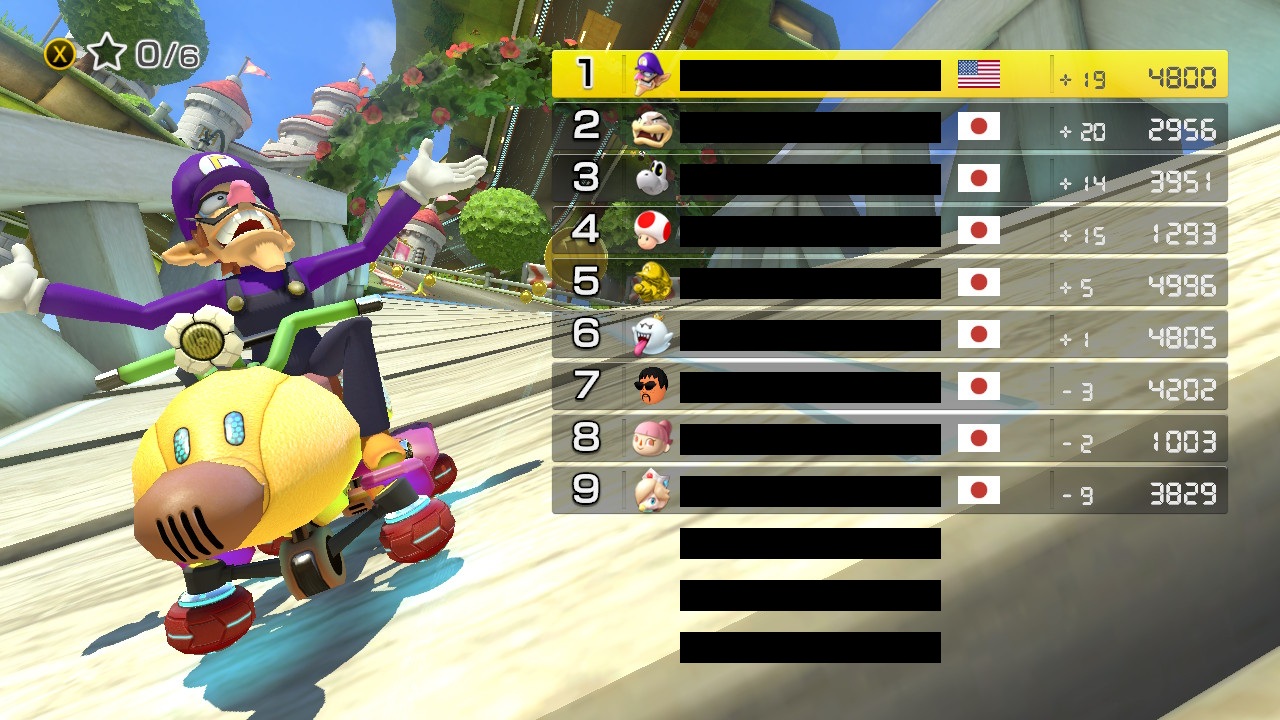 X 0/6
1 + 19 4800
2 + 20 2956
3 + 14 3951
4 + 15 1293
5 + 5 4996
6 + 1 4805
7 - 3 4202
8 - 2 1003
9 - 9 3829